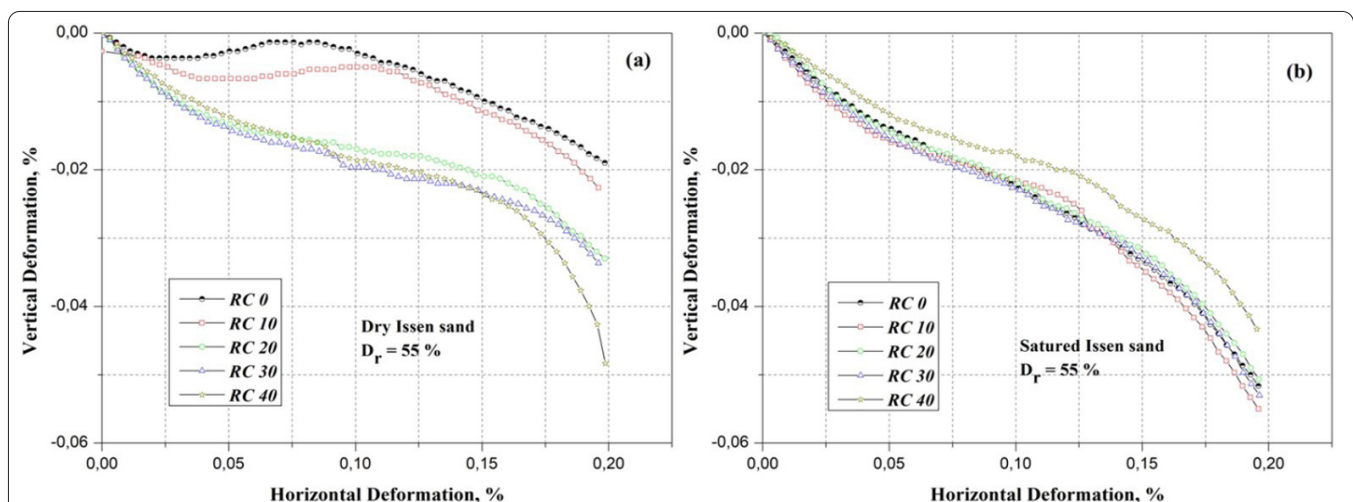 (a)
Vertical Deformation, %
0,00
-0,02
-0,04
-0,06
RC 0
RC 10
RC 20
RC 30
RC 40
Dry Issen sand
Dr = 55 %
0,00 0,05 0,10 0,15 0,20
Horizontal Deformation, %
(b)
Vertical Deformation, %
0,00
-0,02
-0,04
-0,06
RC 0
RC 10
RC 20
RC 30
RC 40
Satured Issen sand
Dr = 55 %
0,00 0,05 0,10 0,15 0,20
Horizontal Deformation, %